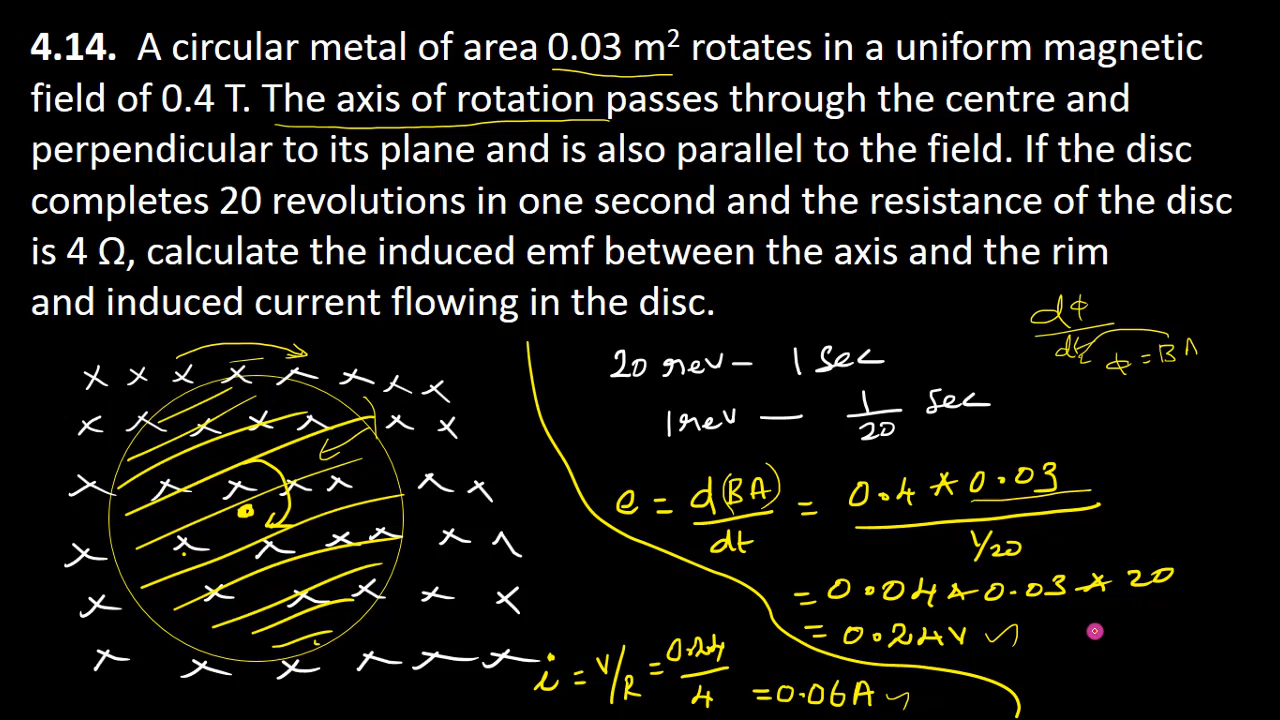 4.14. A circular metal of area 0.03 m² rotates in a uniform magnetic
field of 0.4 T. The axis of rotation passes through the centre and
perpendicular to its plane and is also parallel to the field. If the disc
completes 20 revolutions in one second and the resistance of the disc
is 4 Ω, calculate the induced emf between the axis and the rim
and induced current flowing in the disc.
dφ/dt φ = BA
20 rev – 1 sec
1 rev — 1/20 sec
e = d(BA)/dt = 0.4 * 0.03 / 1/20
= 0.04 * 0.03 * 20
= 0.24 V
i = V/R = 0.24/4 = 0.06 A